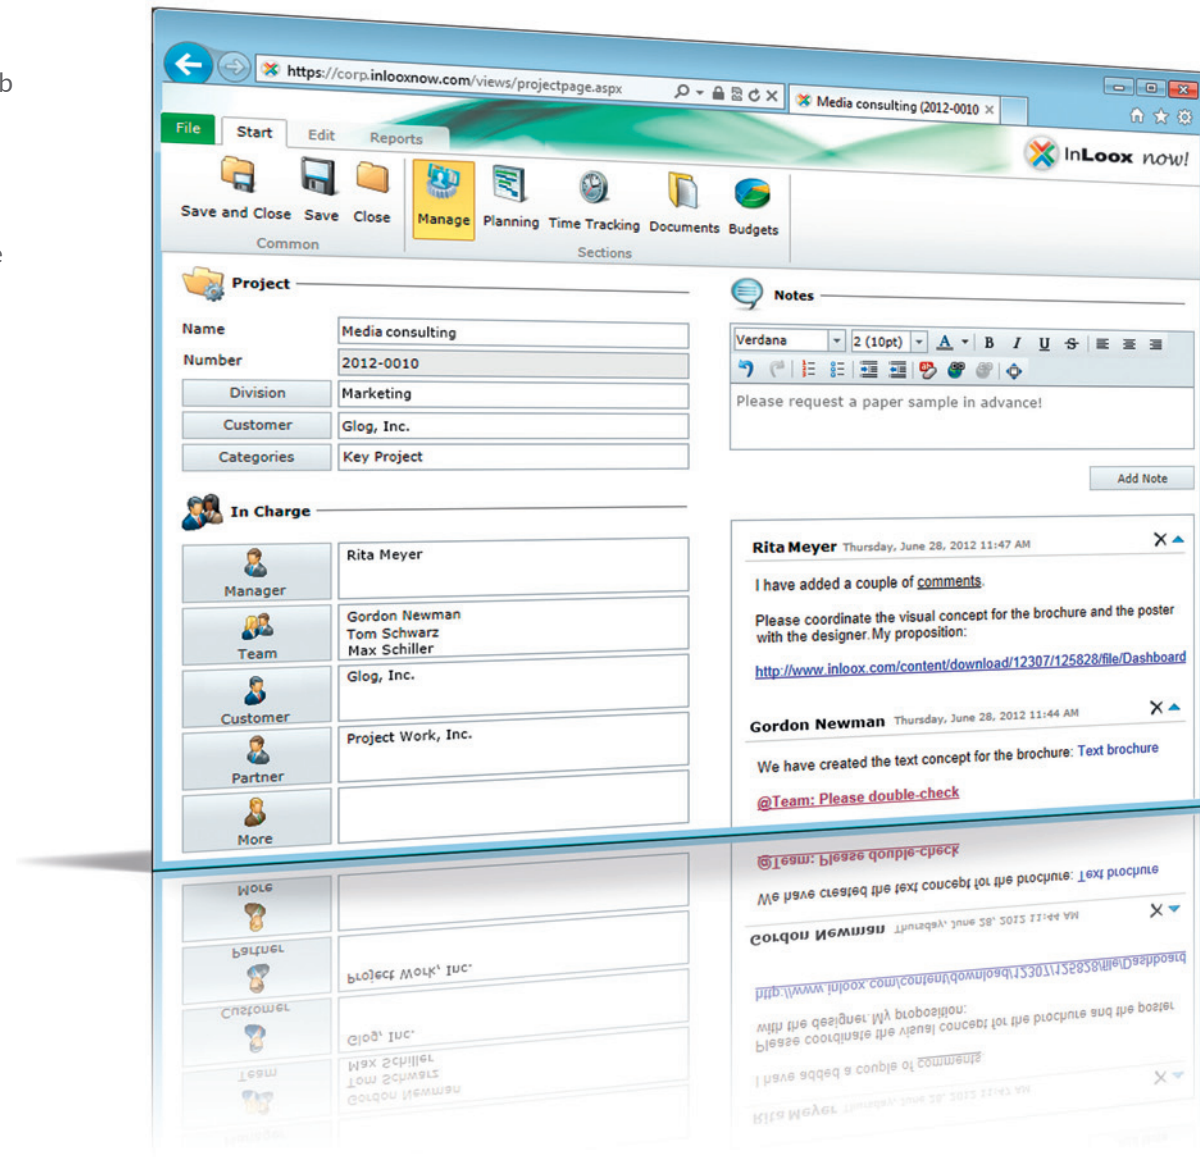 b
e
https://corp.inlooxnow.com/views/projectpage.aspx
Media consulting (2012-0010
File Start Edit Reports
InLoox now!
Save and Close Save Close Manage Planning Time Tracking Documents Budgets
Common Sections
Project
Name Media consulting
Number 2012-0010
Division Marketing
Customer Glog, Inc.
Categories Key Project
In Charge
Manager Rita Meyer
Team Gordon Newman
Tom Schwarz
Max Schiller
Customer Glog, Inc.
Partner Project Work, Inc.
More
Notes
Verdana 2 (10pt) A B I U S
Please request a paper sample in advance!
Add Note
Rita Meyer Thursday, June 28, 2012 11:47 AM
I have added a couple of comments.
Please coordinate the visual concept for the brochure and the poster
with the designer. My proposition:
http://www.inloox.com/content/download/12307/125828/file/Dashboard
Gordon Newman Thursday, June 28, 2012 11:44 AM
We have created the text concept for the brochure: Text brochure
@Team: Please double-check